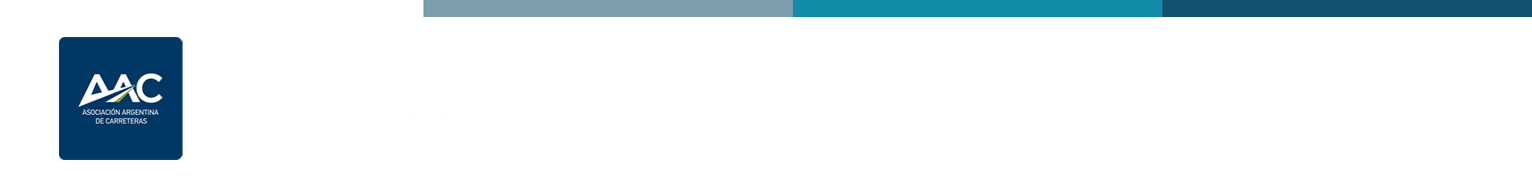 AAC
ASOCIACIÓN ARGENTINA
DE CARRETERAS